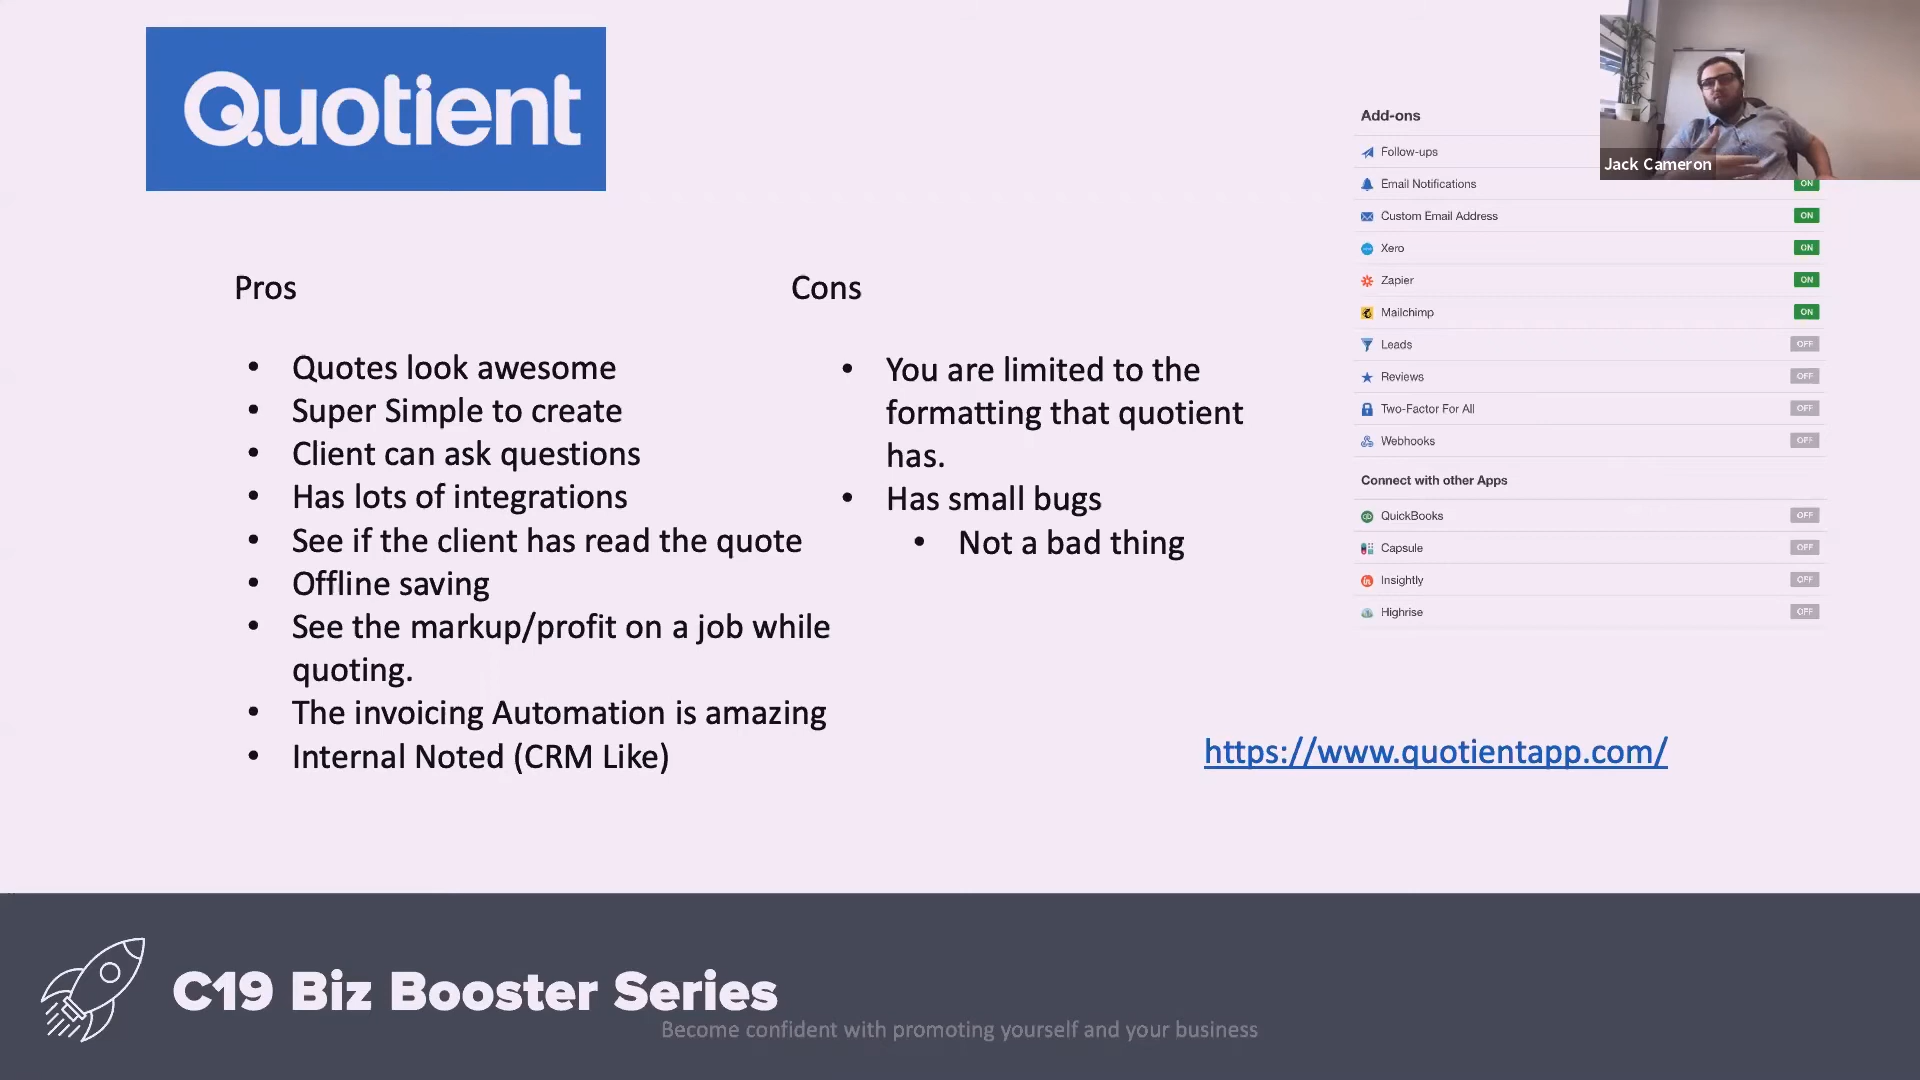 Quotient
Jack Cameron
Pros
• Quotes look awesome
• Super Simple to create
• Client can ask questions
• Has lots of integrations
• See if the client has read the quote
• Offline saving
• See the markup/profit on a job while
quoting.
• The invoicing Automation is amazing
• Internal Noted (CRM Like)
Cons
• You are limited to the
formatting that quotient
has.
• Has small bugs
• Not a bad thing
Add-ons
Follow-ups
Email Notifications ON
Custom Email Address ON
Xero ON
Zapier ON
Mailchimp ON
Leads OFF
Reviews OFF
Two-Factor For All OFF
Webhooks OFF
Connect with other Apps
QuickBooks OFF
Capsule OFF
Insightly OFF
Highrise OFF
https://www.quotientapp.com/
C19 Biz Booster Series
Become confident with promoting yourself and your business